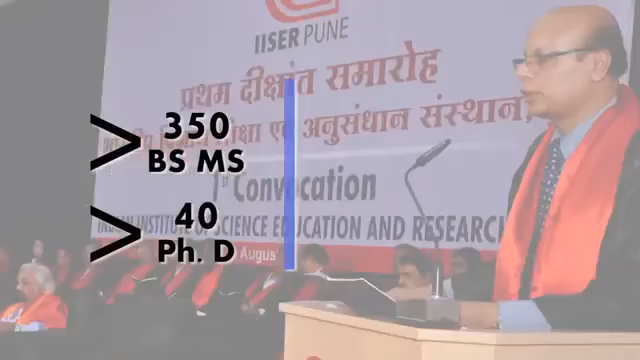 IISER PUNE
प्रथम दीक्षांत समारोह
शिक्षा एवं अनुसंधान संस्थान,
1st Convocation
INSTITUTE OF SCIENCE EDUCATION AND RESEARCH
August
> 350
BS MS
> 40
Ph. D